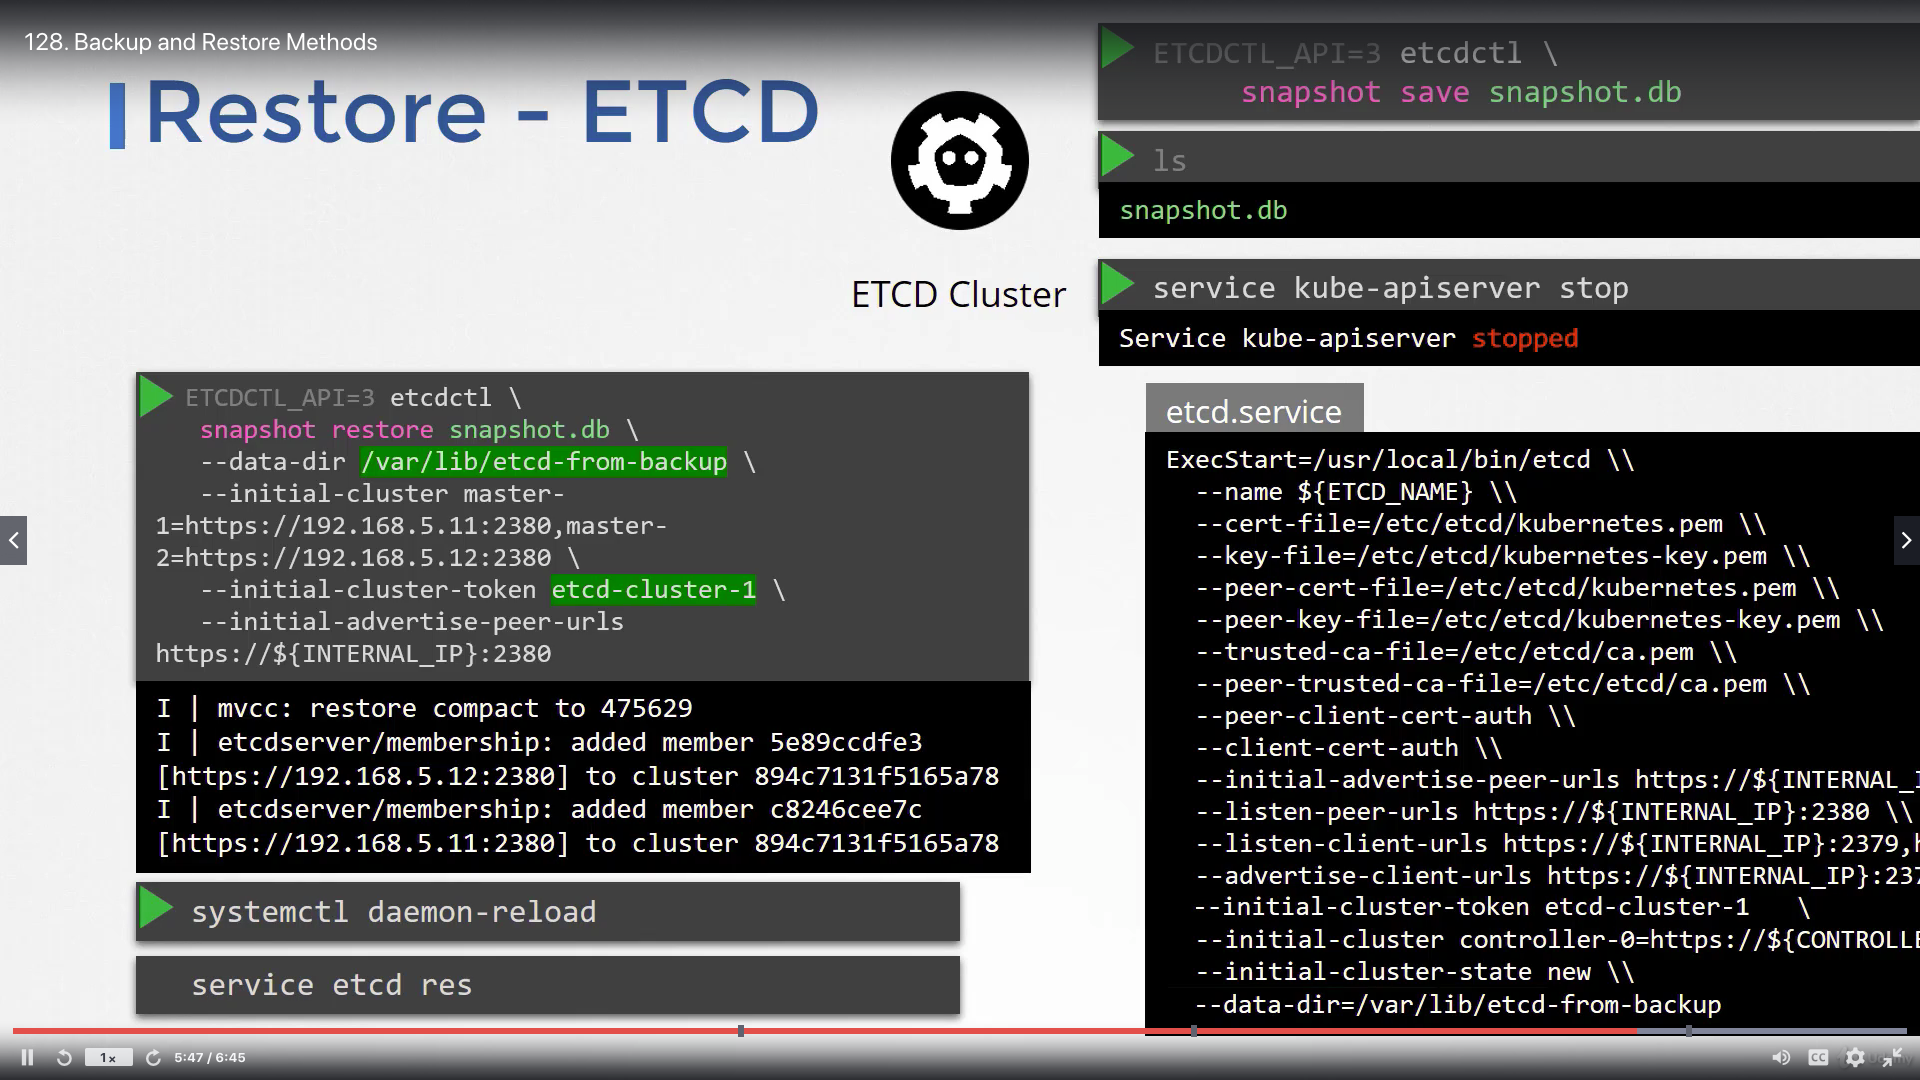 128. Backup and Restore Methods
Restore - ETCD
ETCD Cluster
ETCDCTL_API=3 etcdctl \
snapshot save snapshot.db
ls
snapshot.db
service kube-apiserver stop
Service kube-apiserver stopped
ETCDCTL_API=3 etcdctl \
snapshot restore snapshot.db \
--data-dir /var/lib/etcd-from-backup \
--initial-cluster master-
1=https://192.168.5.11:2380,master-
2=https://192.168.5.12:2380 \
--initial-cluster-token etcd-cluster-1 \
--initial-advertise-peer-urls
https://${INTERNAL_IP}:2380
I | mvcc: restore compact to 475629
I | etcdserver/membership: added member 5e89ccdfe3
[https://192.168.5.12:2380] to cluster 894c7131f5165a78
I | etcdserver/membership: added member c8246cee7c
[https://192.168.5.11:2380] to cluster 894c7131f5165a78
systemctl daemon-reload
service etcd res
etcd.service
ExecStart=/usr/local/bin/etcd \\
--name ${ETCD_NAME} \\
--cert-file=/etc/etcd/kubernetes.pem \\
--key-file=/etc/etcd/kubernetes-key.pem \\
--peer-cert-file=/etc/etcd/kubernetes.pem \\
--peer-key-file=/etc/etcd/kubernetes-key.pem \\
--trusted-ca-file=/etc/etcd/ca.pem \\
--peer-trusted-ca-file=/etc/etcd/ca.pem \\
--peer-client-cert-auth \\
--client-cert-auth \\
--initial-advertise-peer-urls https://${INTERNAL_I
--listen-peer-urls https://${INTERNAL_IP}:2380 \\
--listen-client-urls https://${INTERNAL_IP}:2379,h
--advertise-client-urls https://${INTERNAL_IP}:237
--initial-cluster-token etcd-cluster-1 \
--initial-cluster controller-0=https://${CONTROLLE
--initial-cluster-state new \\
--data-dir=/var/lib/etcd-from-backup
1x
5:47 / 6:45
CC